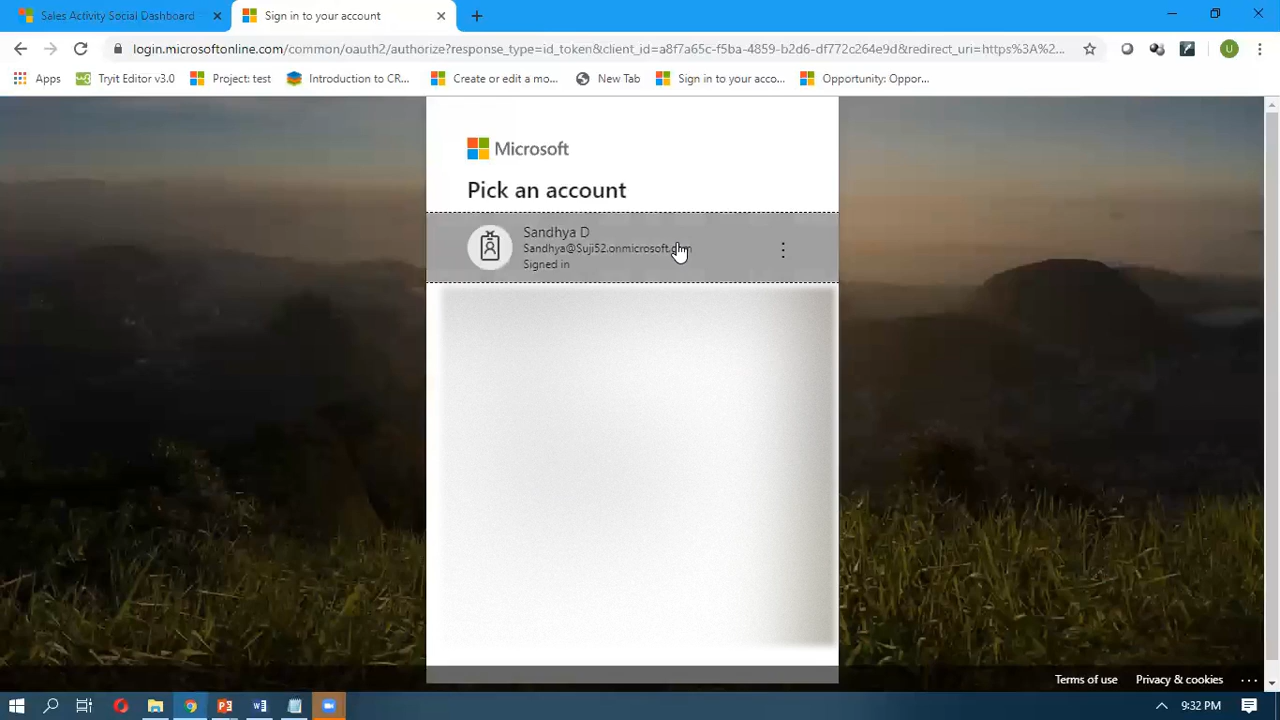 Sales Activity Social Dashboard
Sign in to your account
login.microsoftonline.com/common/oauth2/authorize?response_type=id_token&client_id=a8f7a65c-f5ba-4859-b2d6-df772c264e9d&redirect_uri=https%3A%2...
U
Apps
Tryit Editor v3.0
Project: test
Introduction to CR...
Create or edit a mo...
New Tab
Sign in to your acco...
Opportunity: Oppor...
Microsoft
Pick an account
Sandhya D
Sandhya@Suji52.onmicrosoft.
Signed in
Terms of use
Privacy & cookies
...
9:32 PM